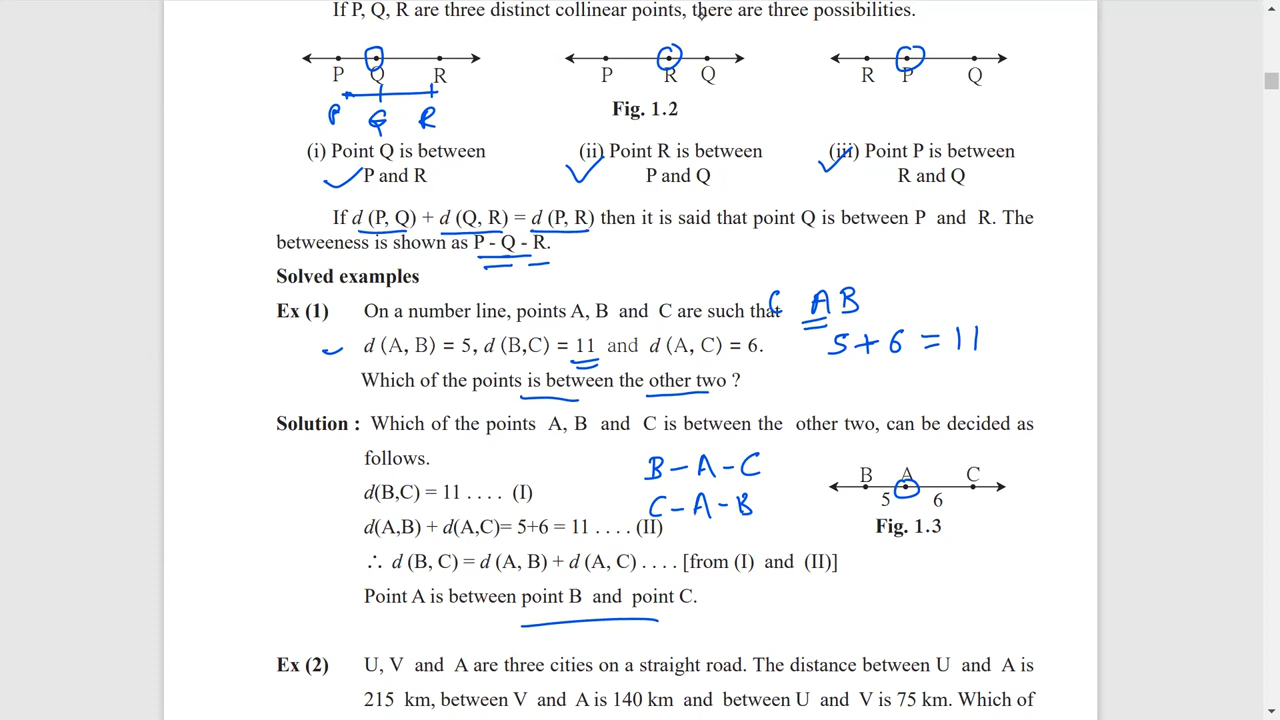 If P, Q, R are three distinct collinear points, there are three possibilities.
P Q R P R Q R P Q
P Q R
Fig. 1.2
(i) Point Q is between (ii) Point R is between (iii) Point P is between
P and R P and Q R and Q
If d (P, Q) + d (Q, R) = d (P, R) then it is said that point Q is between P and R. The
betweeness is shown as P - Q - R.
Solved examples
C A B
Ex (1) On a number line, points A, B and C are such that
d (A, B) = 5, d (B,C) = 11 and d (A, C) = 6. 5 + 6 = 11
Which of the points is between the other two ?
Solution : Which of the points A, B and C is between the other two, can be decided as
follows.
B - A - C
B A C
d(B,C) = 11 . . . . (I)
5 6
C - A - B
d(A,B) + d(A,C)= 5+6 = 11 . . . . (II)
Fig. 1.3
∴ d (B, C) = d (A, B) + d (A, C) . . . . [from (I) and (II)]
Point A is between point B and point C.
Ex (2) U, V and A are three cities on a straight road. The distance between U and A is
215 km, between V and A is 140 km and between U and V is 75 km. Which of